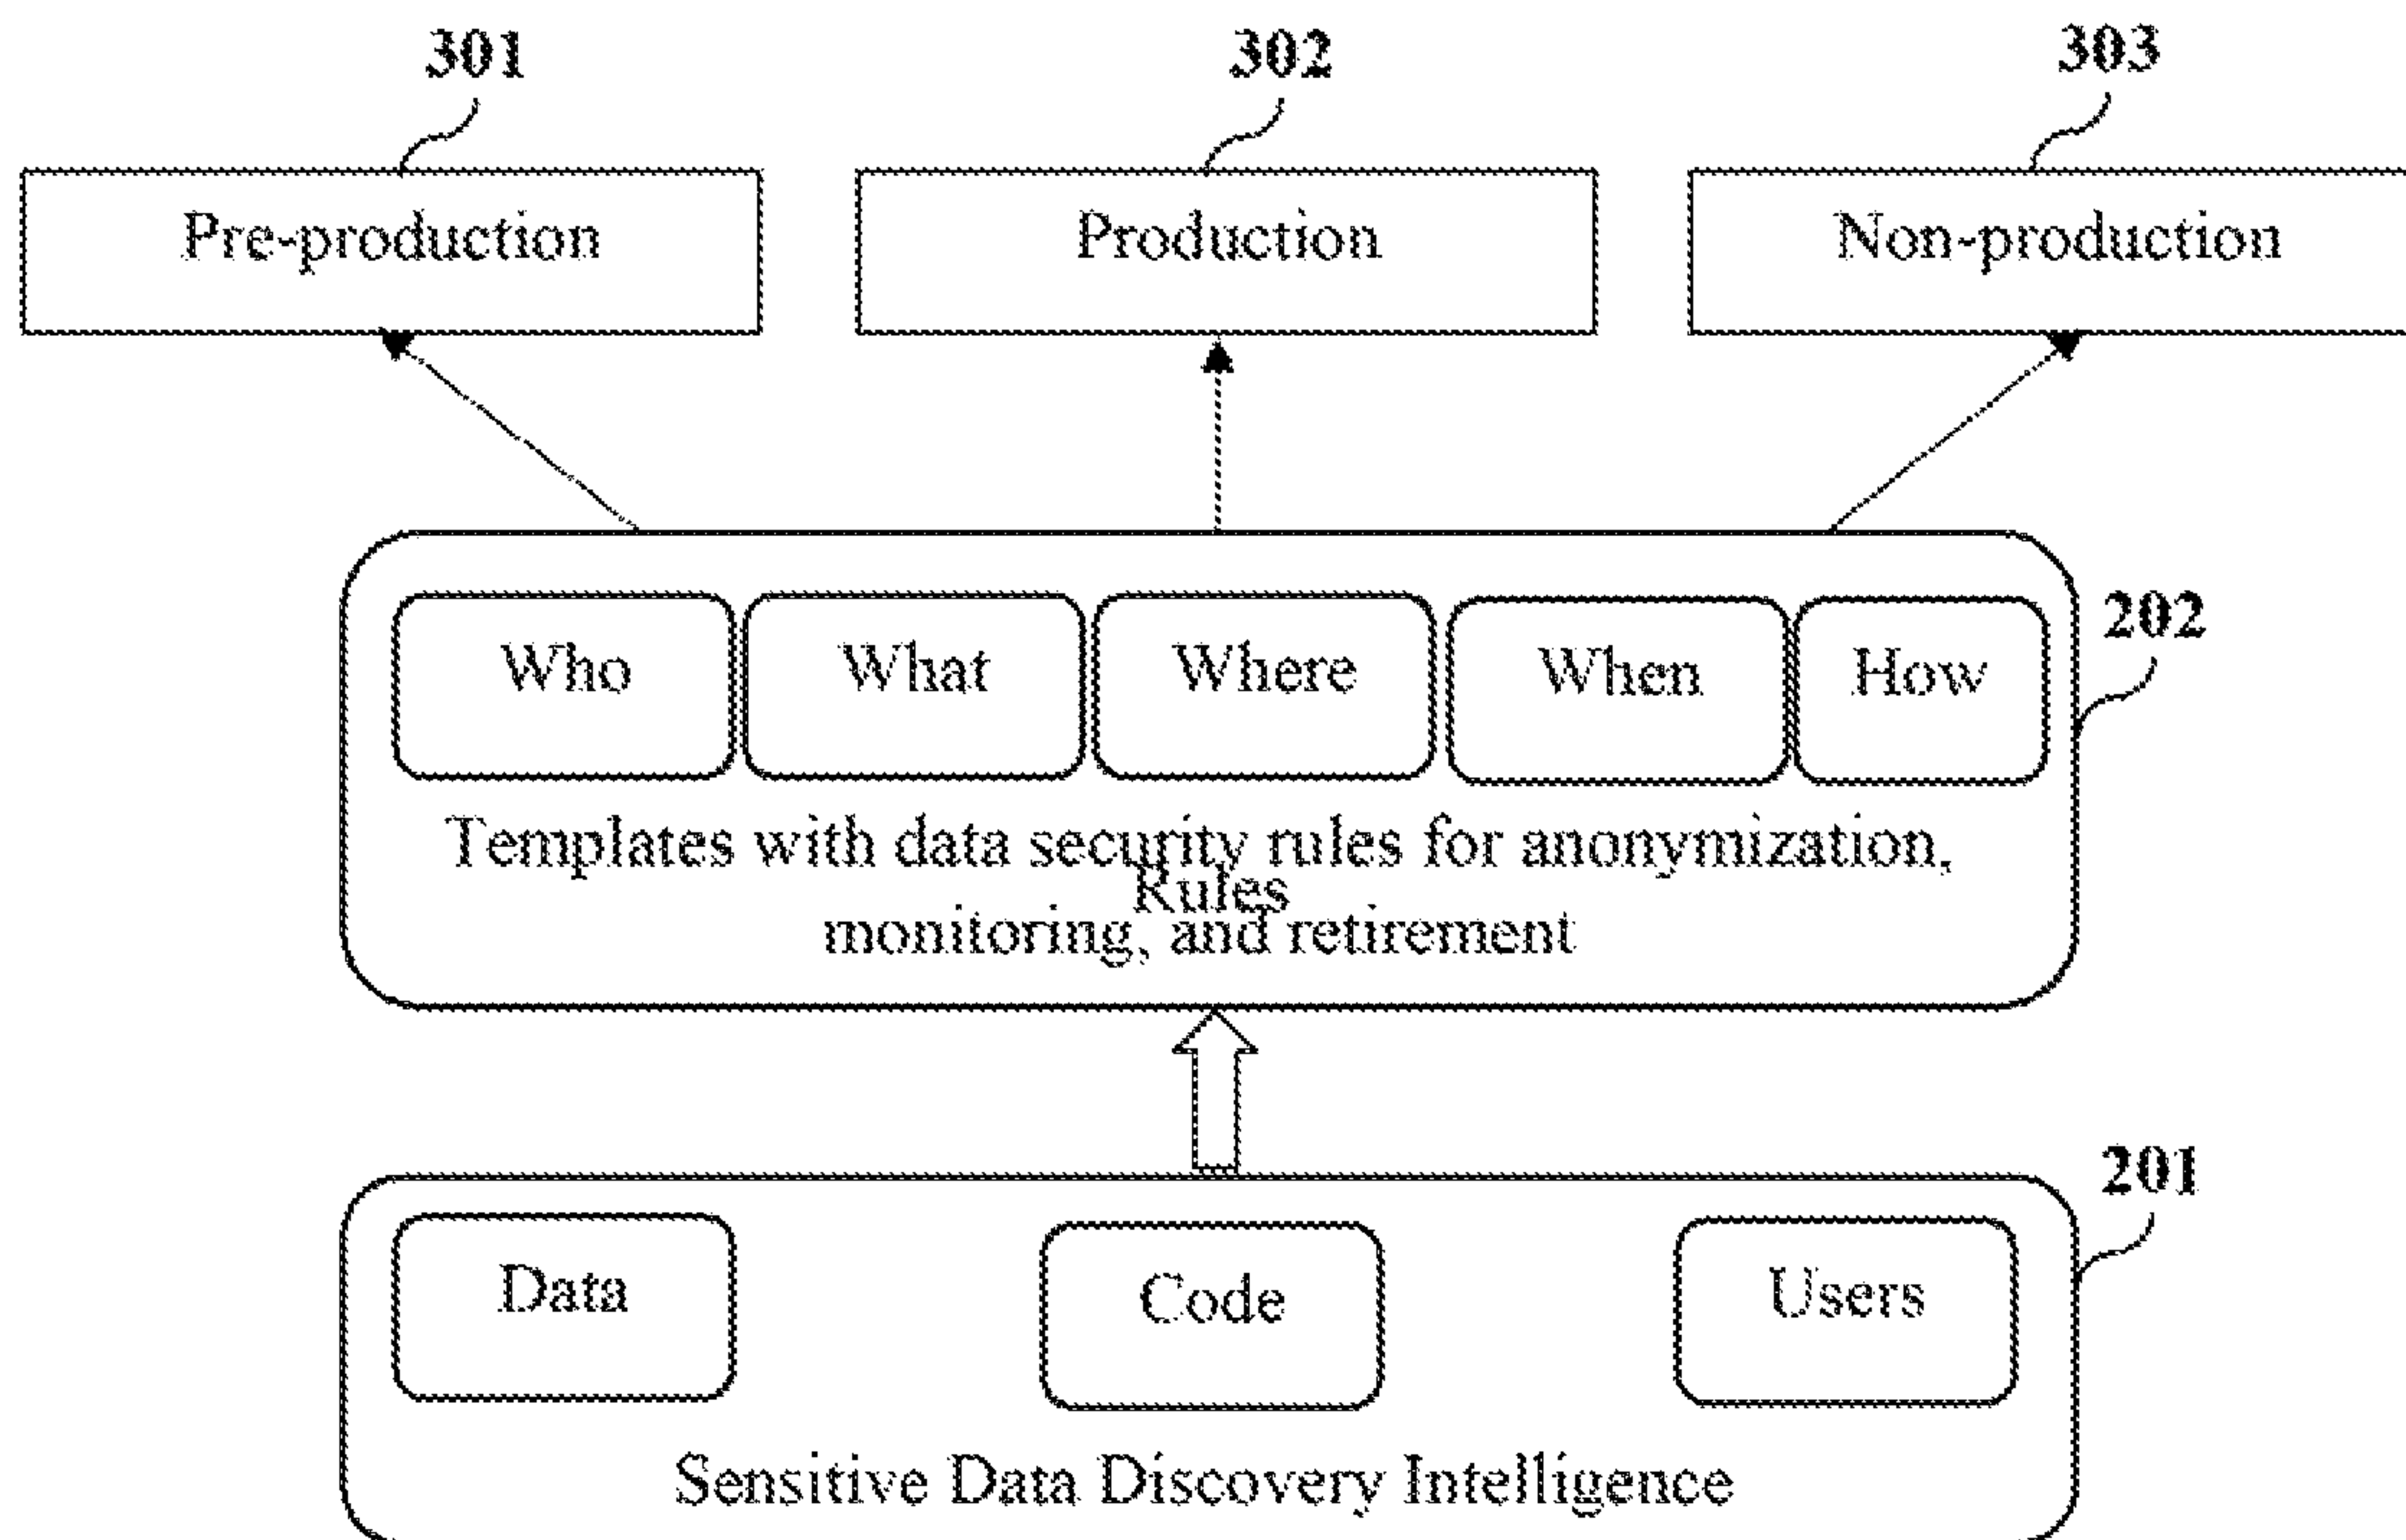 301
302
303
Pre-production
Production
Non-production
Who
What
Where
When
How
202
Templates with data security rules for anonymization,
Rules
monitoring, and retirement
201
Data
Code
Users
Sensitive Data Discovery Intelligence